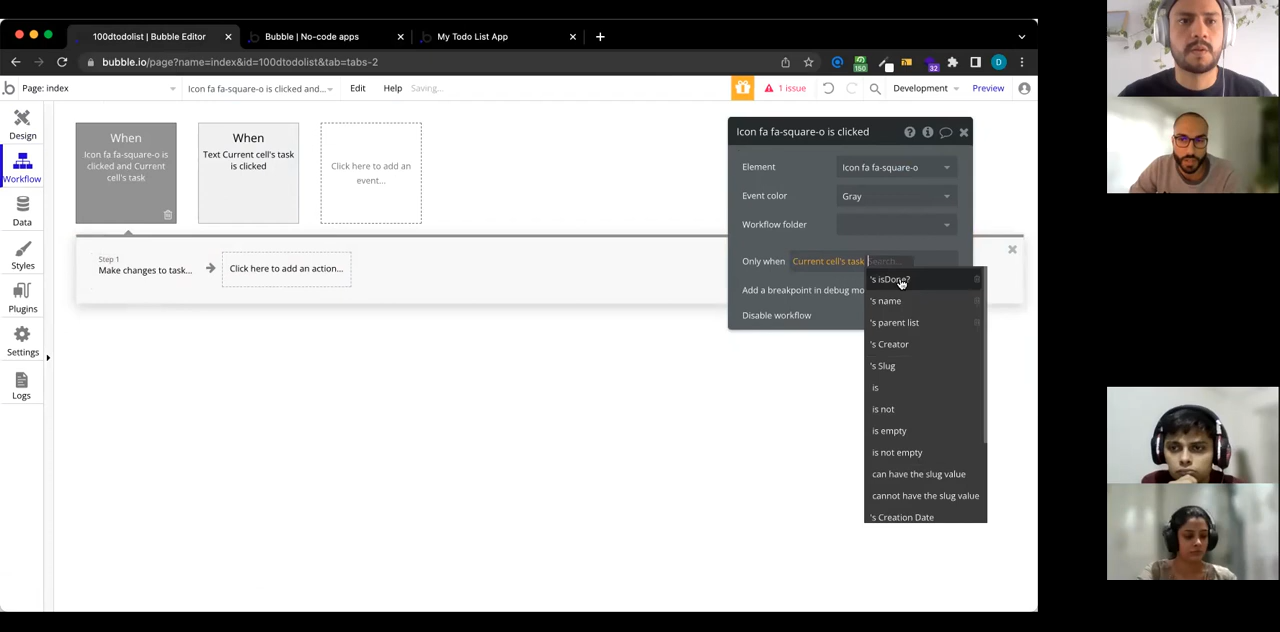 100dtodolist | Bubble Editor
Bubble | No-code apps
My Todo List App
bubble.io/page?name=index&id=100dtodolist&tab=tabs-2
150
32
D
b
Page: index
Icon fa fa-square-o is clicked and...
Edit
Help
Saving...
1 issue
Development
Preview
Design
Workflow
Data
Styles
Plugins
Settings
Logs
When
Icon fa fa-square-o is
clicked and Current
cell's task
When
Text Current cell's task
is clicked
Click here to add an
event...
Step 1
Make changes to task...
Click here to add an action...
Icon fa fa-square-o is clicked
Element
Icon fa fa-square-o
Event color
Gray
Workflow folder
Only when
Current cell's task
Search...
Add a breakpoint in debug mo
Disable workflow
's isDone?
's name
's parent list
's Creator
's Slug
is
is not
is empty
is not empty
can have the slug value
cannot have the slug value
's Creation Date